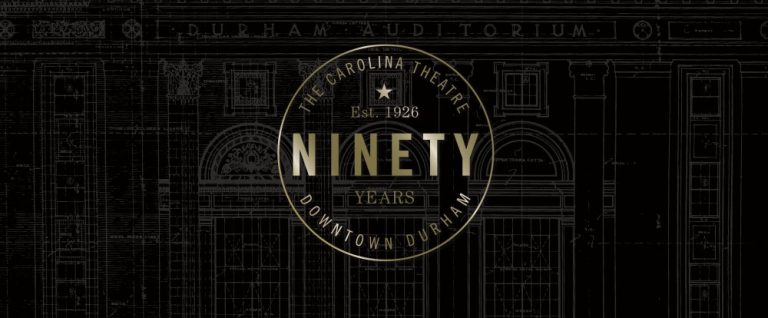 DURHAM AUDITORIUM
THE CAROLINA THEATRE
Est. 1926
NINETY
YEARS
DOWNTOWN DURHAM